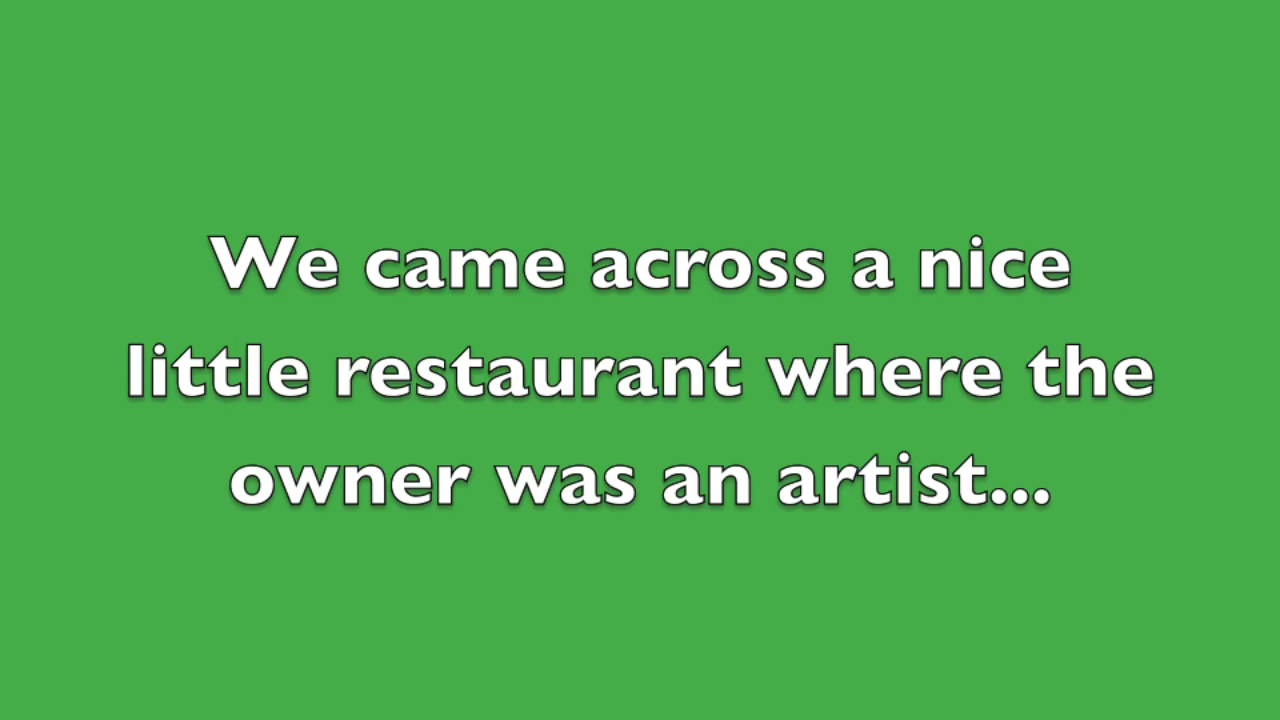 We came across a nice
little restaurant where the
owner was an artist...